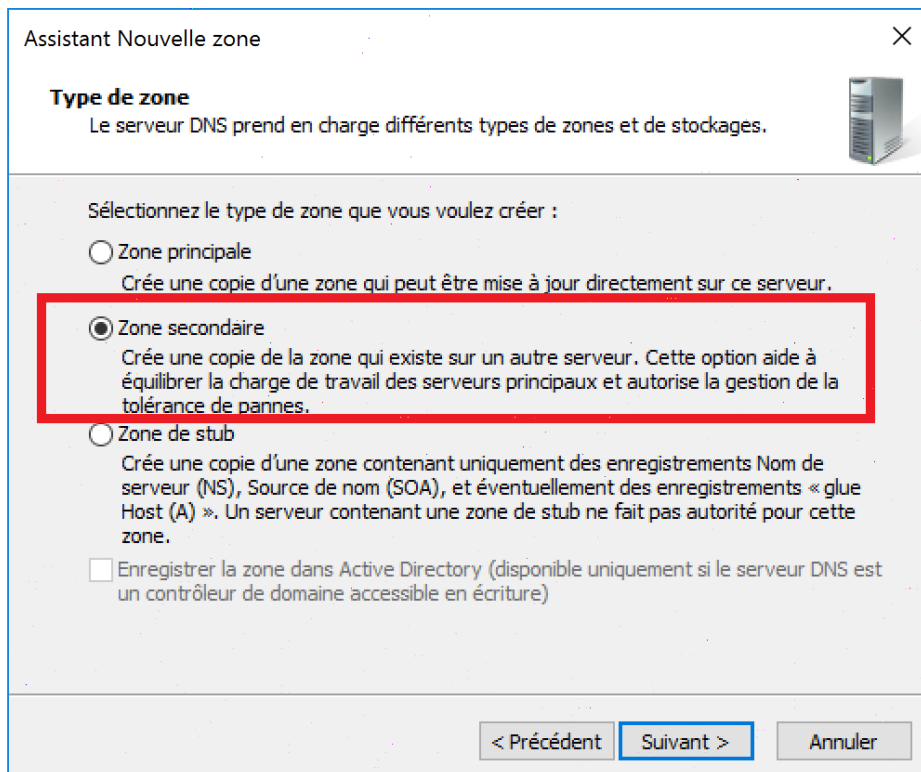 Assistant Nouvelle zone
Type de zone
Le serveur DNS prend en charge différents types de zones et de stockages.
Sélectionnez le type de zone que vous voulez créer :
Zone principale
Crée une copie d'une zone qui peut être mise à jour directement sur ce serveur.
Zone secondaire
Crée une copie de la zone qui existe sur un autre serveur. Cette option aide à
équilibrer la charge de travail des serveurs principaux et autorise la gestion de la
tolérance de pannes.
Zone de stub
Crée une copie d'une zone contenant uniquement des enregistrements Nom de
serveur (NS), Source de nom (SOA), et éventuellement des enregistrements « glue
Host (A) ». Un serveur contenant une zone de stub ne fait pas autorité pour cette
zone.
Enregistrer la zone dans Active Directory (disponible uniquement si le serveur DNS est
un contrôleur de domaine accessible en écriture)
< Précédent Suivant > Annuler